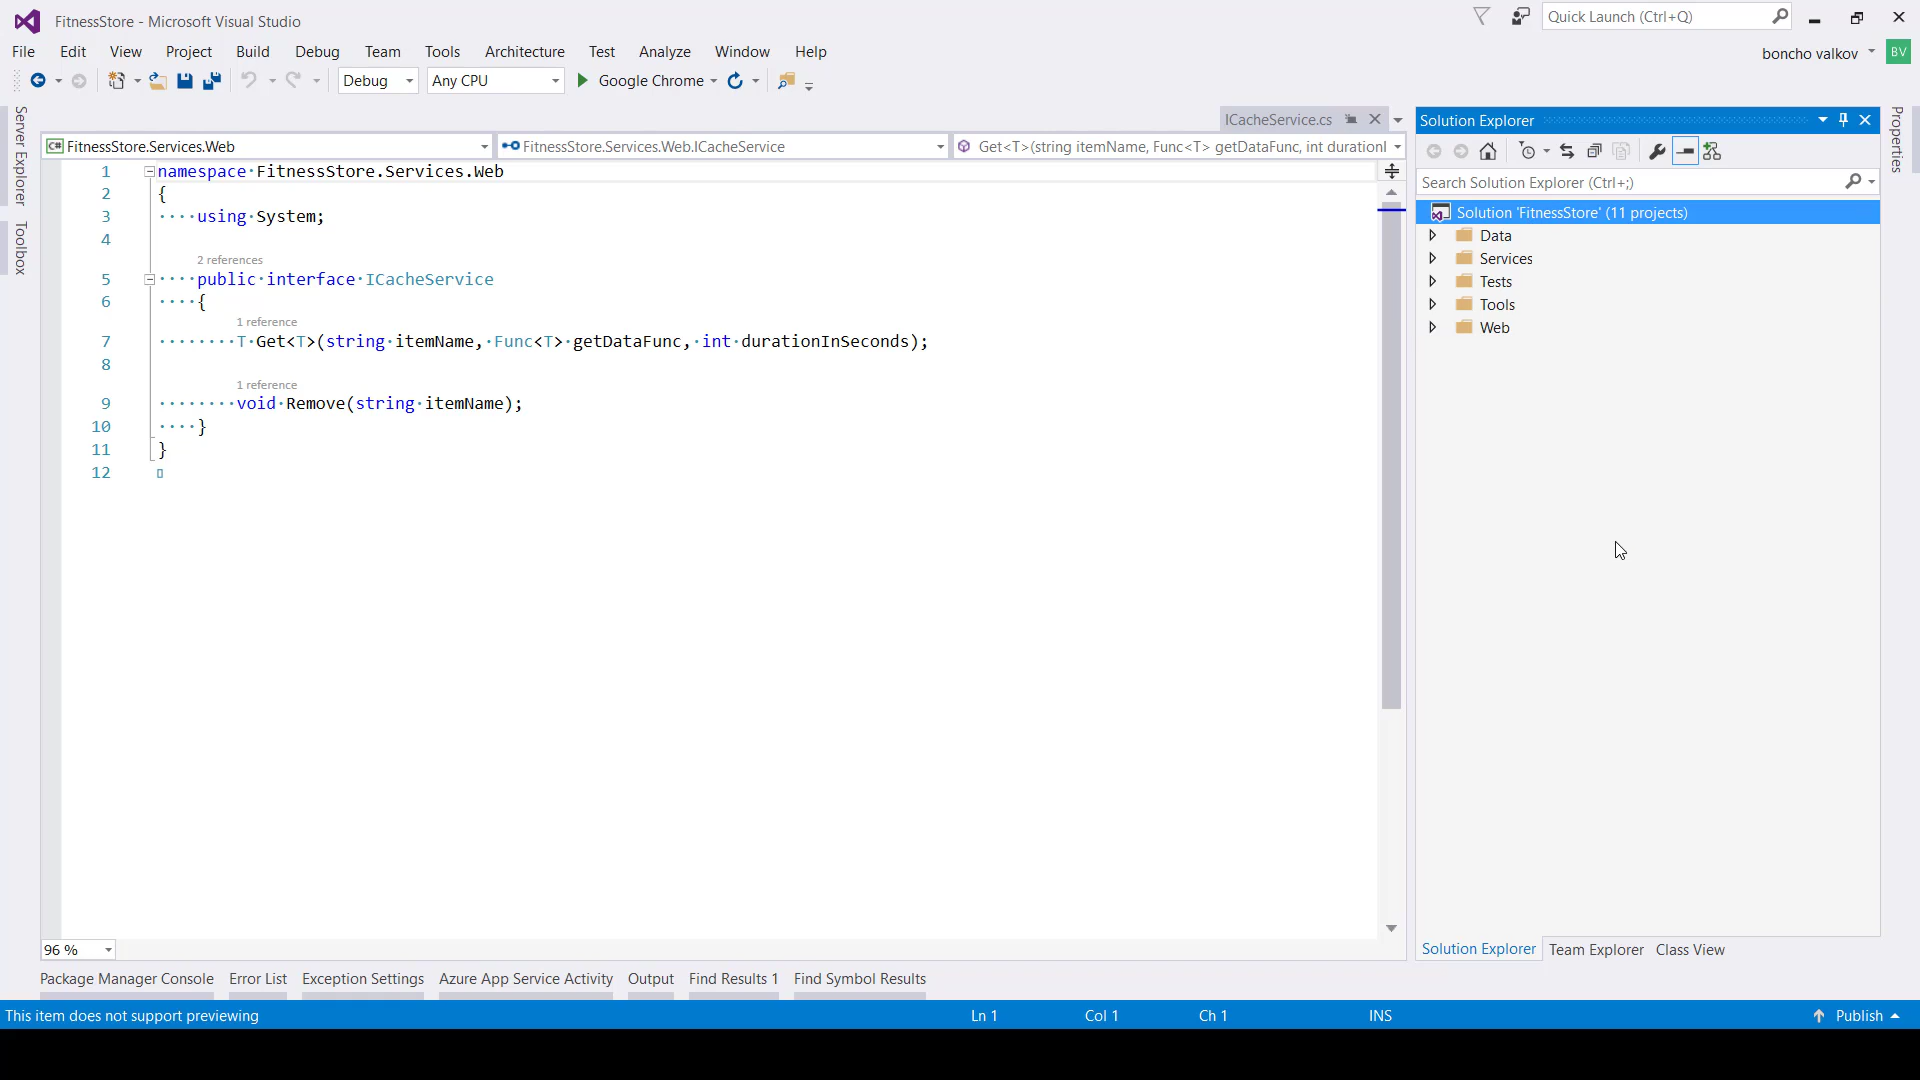 FitnessStore - Microsoft Visual Studio
Quick Launch (Ctrl+Q)
File Edit View Project Build Debug Team Tools Architecture Test Analyze Window Help
boncho valkov BV
Debug Any CPU Google Chrome
Server Explorer
Toolbox
ICacheService.cs
FitnessStore.Services.Web FitnessStore.Services.Web.ICacheService Get<T>(string itemName, Func<T> getDataFunc, int durationI
1 namespace·FitnessStore.Services.Web
2 {
3 ····using·System;
4
2 references
5 ····public·interface·ICacheService
6 ····{
1 reference
7 ········T·Get<T>(string·itemName,·Func<T>·getDataFunc,·int·durationInSeconds);
8
1 reference
9 ········void·Remove(string·itemName);
10 ····}
11 }
12
96 %
Solution Explorer
Search Solution Explorer (Ctrl+;)
Solution 'FitnessStore' (11 projects)
Data
Services
Tests
Tools
Web
Properties
Solution Explorer Team Explorer Class View
Package Manager Console Error List Exception Settings Azure App Service Activity Output Find Results 1 Find Symbol Results
This item does not support previewing Ln 1 Col 1 Ch 1 INS Publish